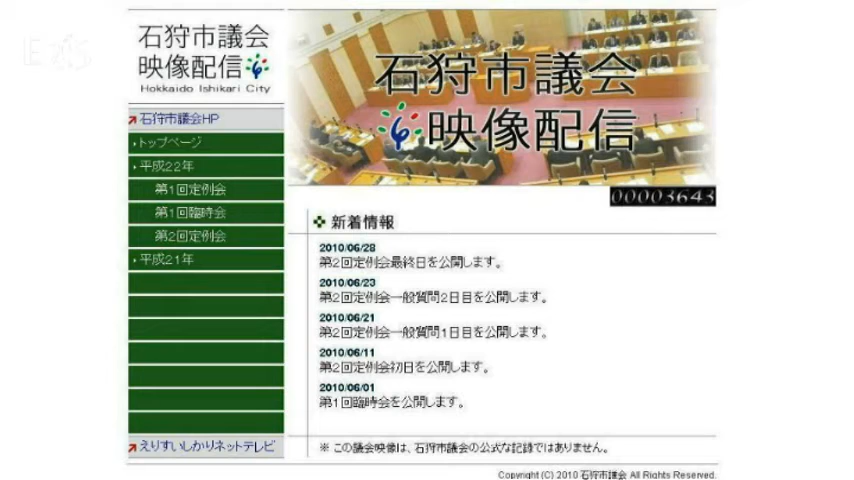 石狩市議会
映像配信
Hokkaido Ishikari City
石狩市議会HP
トップページ
平成22年
第1回定例会
第1回臨時会
第2回定例会
平成21年
えりすいしかりネットテレビ
石狩市議会
映像配信
00003643
新着情報
2010/06/28
第2回定例会最終日を公開します。
2010/06/23
第2回定例会一般質問2日目を公開します。
2010/06/21
第2回定例会一般質問1日目を公開します。
2010/06/11
第2回定例会初日を公開します。
2010/06/01
第1回臨時会を公開します。
※ この議会映像は、石狩市議会の公式な記録ではありません。
Copyright (C) 2010 石狩市議会 All Rights Reserved.